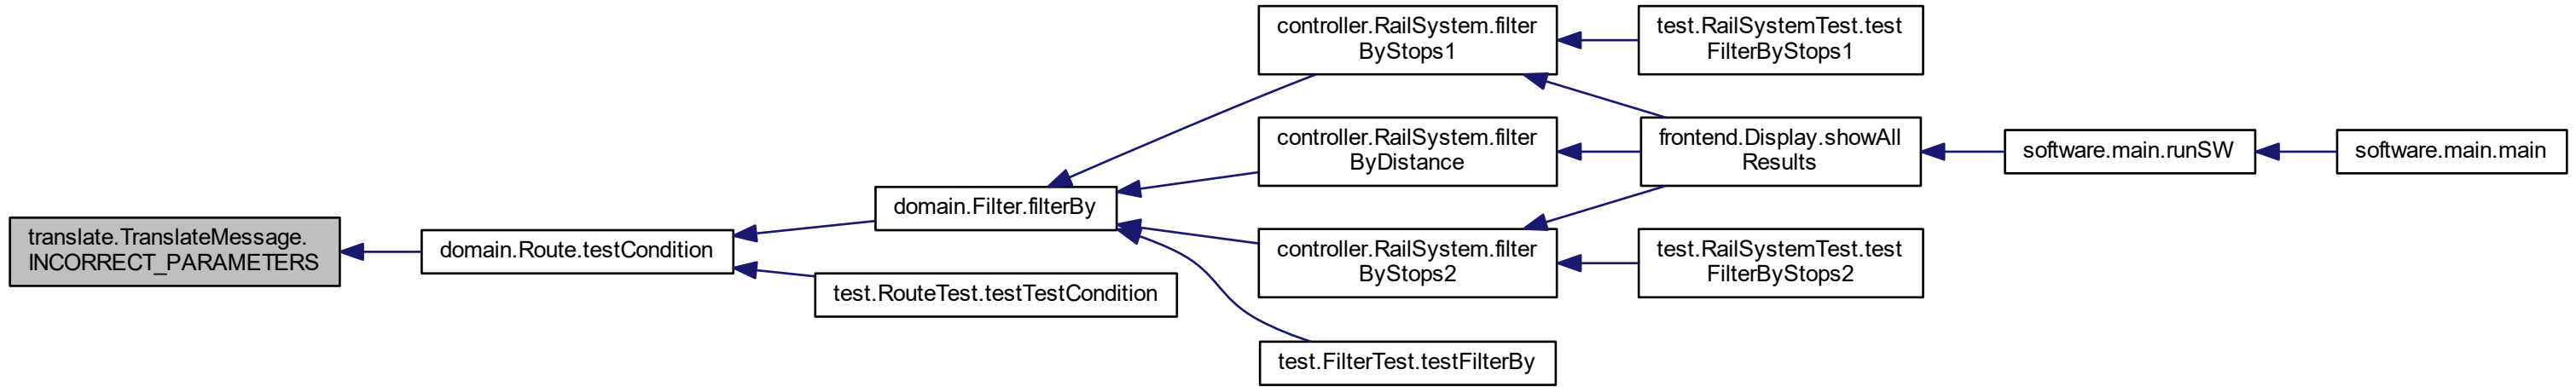 translate.TranslateMessage.
INCORRECT_PARAMETERS
domain.Route.testCondition
domain.Filter.filterBy
test.RouteTest.testTestCondition
controller.RailSystem.filter
ByStops1
controller.RailSystem.filter
ByDistance
controller.RailSystem.filter
ByStops2
test.FilterTest.testFilterBy
test.RailSystemTest.test
FilterByStops1
frontend.Display.showAll
Results
test.RailSystemTest.test
FilterByStops2
software.main.runSW
software.main.main